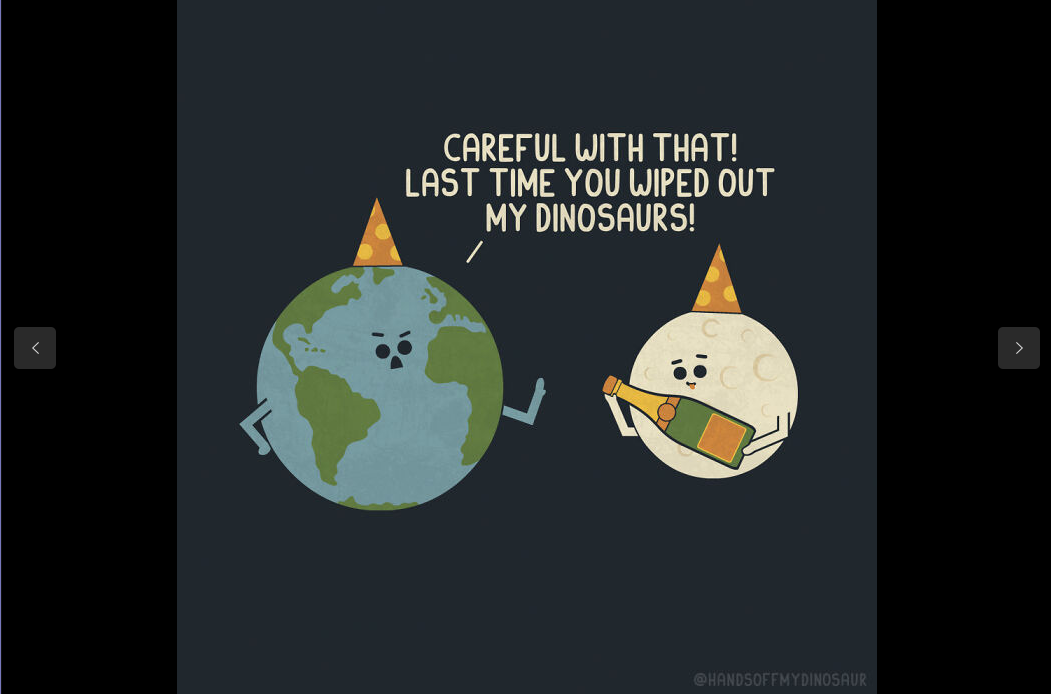 CAREFUL WITH THAT!
LAST TIME YOU WIPED OUT
MY DINOSAURS!
@HANDSOFFMYDINOSAUR